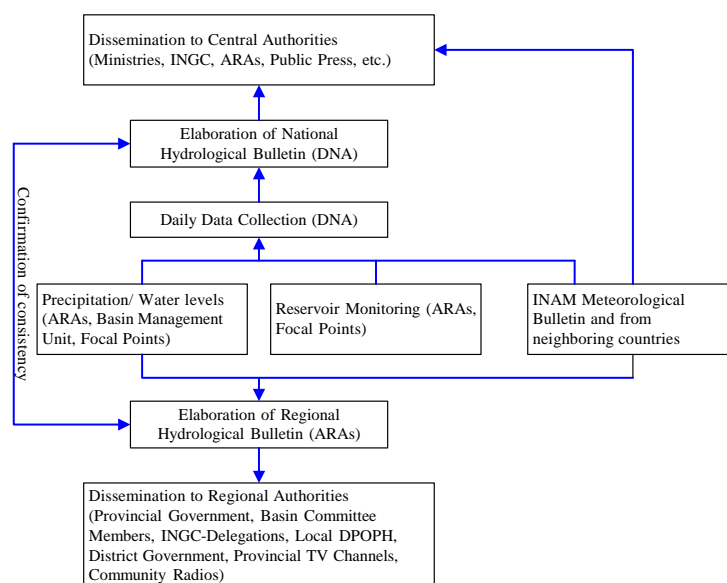 Dissemination to Central Authorities
(Ministries, INGC, ARAs, Public Press, etc.)
Elaboration of National
Hydrological Bulletin (DNA)
Confirmation of consistency
Daily Data Collection (DNA)
Precipitation/ Water levels
(ARAs, Basin Management
Unit, Focal Points)
Reservoir Monitoring (ARAs,
Focal Points)
INAM Meteorological
Bulletin and from
neighboring countries
Elaboration of Regional
Hydrological Bulletin (ARAs)
Dissemination to Regional Authorities
(Provincial Government, Basin Committee
Members, INGC-Delegations, Local DPOPH,
District Government, Provincial TV Channels,
Community Radios)